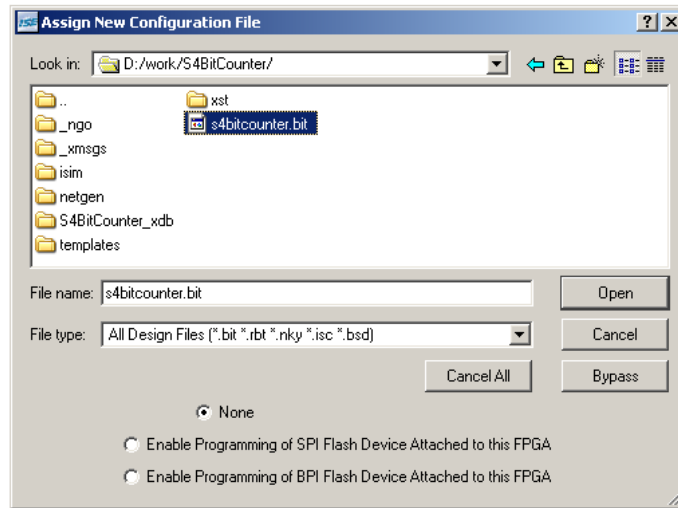 ISE Assign New Configuration File
Look in: D:/work/S4BitCounter/
..
_ngo
_xmsgs
isim
netgen
S4BitCounter_xdb
templates
xst
s4bitcounter.bit
File name: s4bitcounter.bit Open
File type: All Design Files (*.bit *.rbt *.nky *.isc *.bsd) Cancel
Cancel All Bypass
None
Enable Programming of SPI Flash Device Attached to this FPGA
Enable Programming of BPI Flash Device Attached to this FPGA